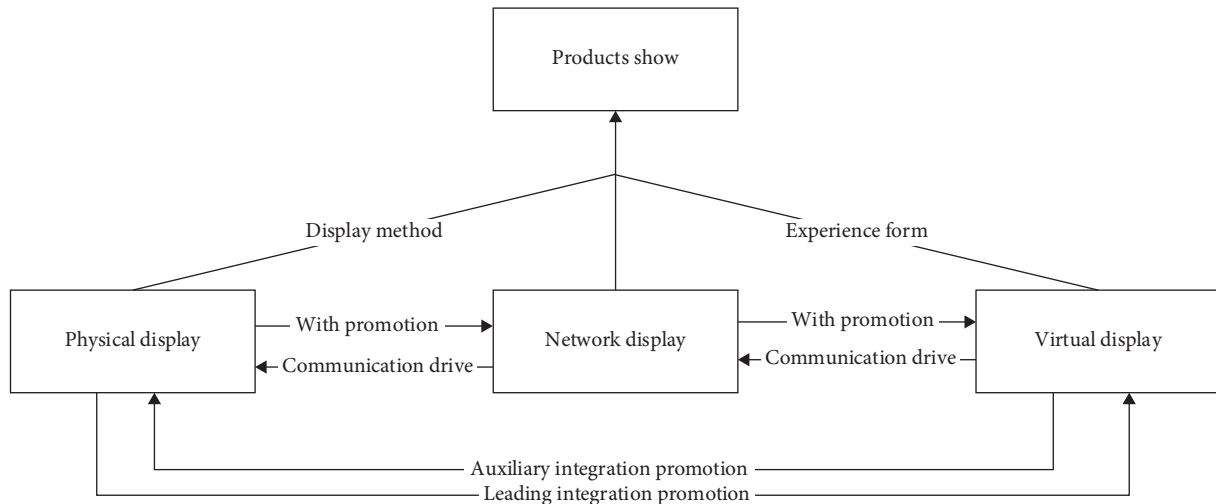 Products show
Display method
Experience form
Physical display
With promotion
Communication drive
Network display
With promotion
Communication drive
Virtual display
Auxiliary integration promotion
Leading integration promotion